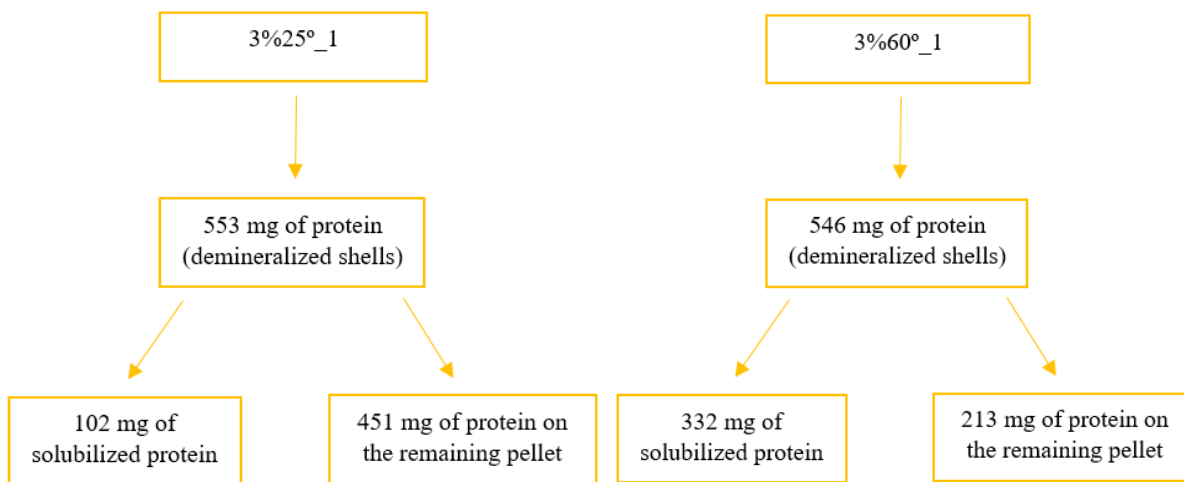 3%25º_1
553 mg of protein
(demineralized shells)
102 mg of
solubilized protein
451 mg of protein on
the remaining pellet
3%60º_1
546 mg of protein
(demineralized shells)
332 mg of
solubilized protein
213 mg of protein on
the remaining pellet